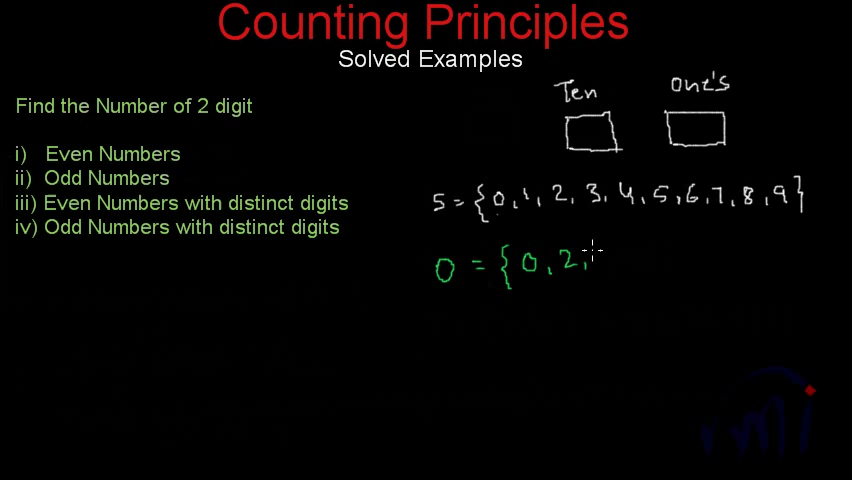 Counting Principles
Solved Examples
Find the Number of 2 digit
i) Even Numbers
ii) Odd Numbers
iii) Even Numbers with distinct digits
iv) Odd Numbers with distinct digits
Ten one's
S = {0, 1, 2, 3, 4, 5, 6, 7, 8, 9}
0 = {0, 2,
rmi